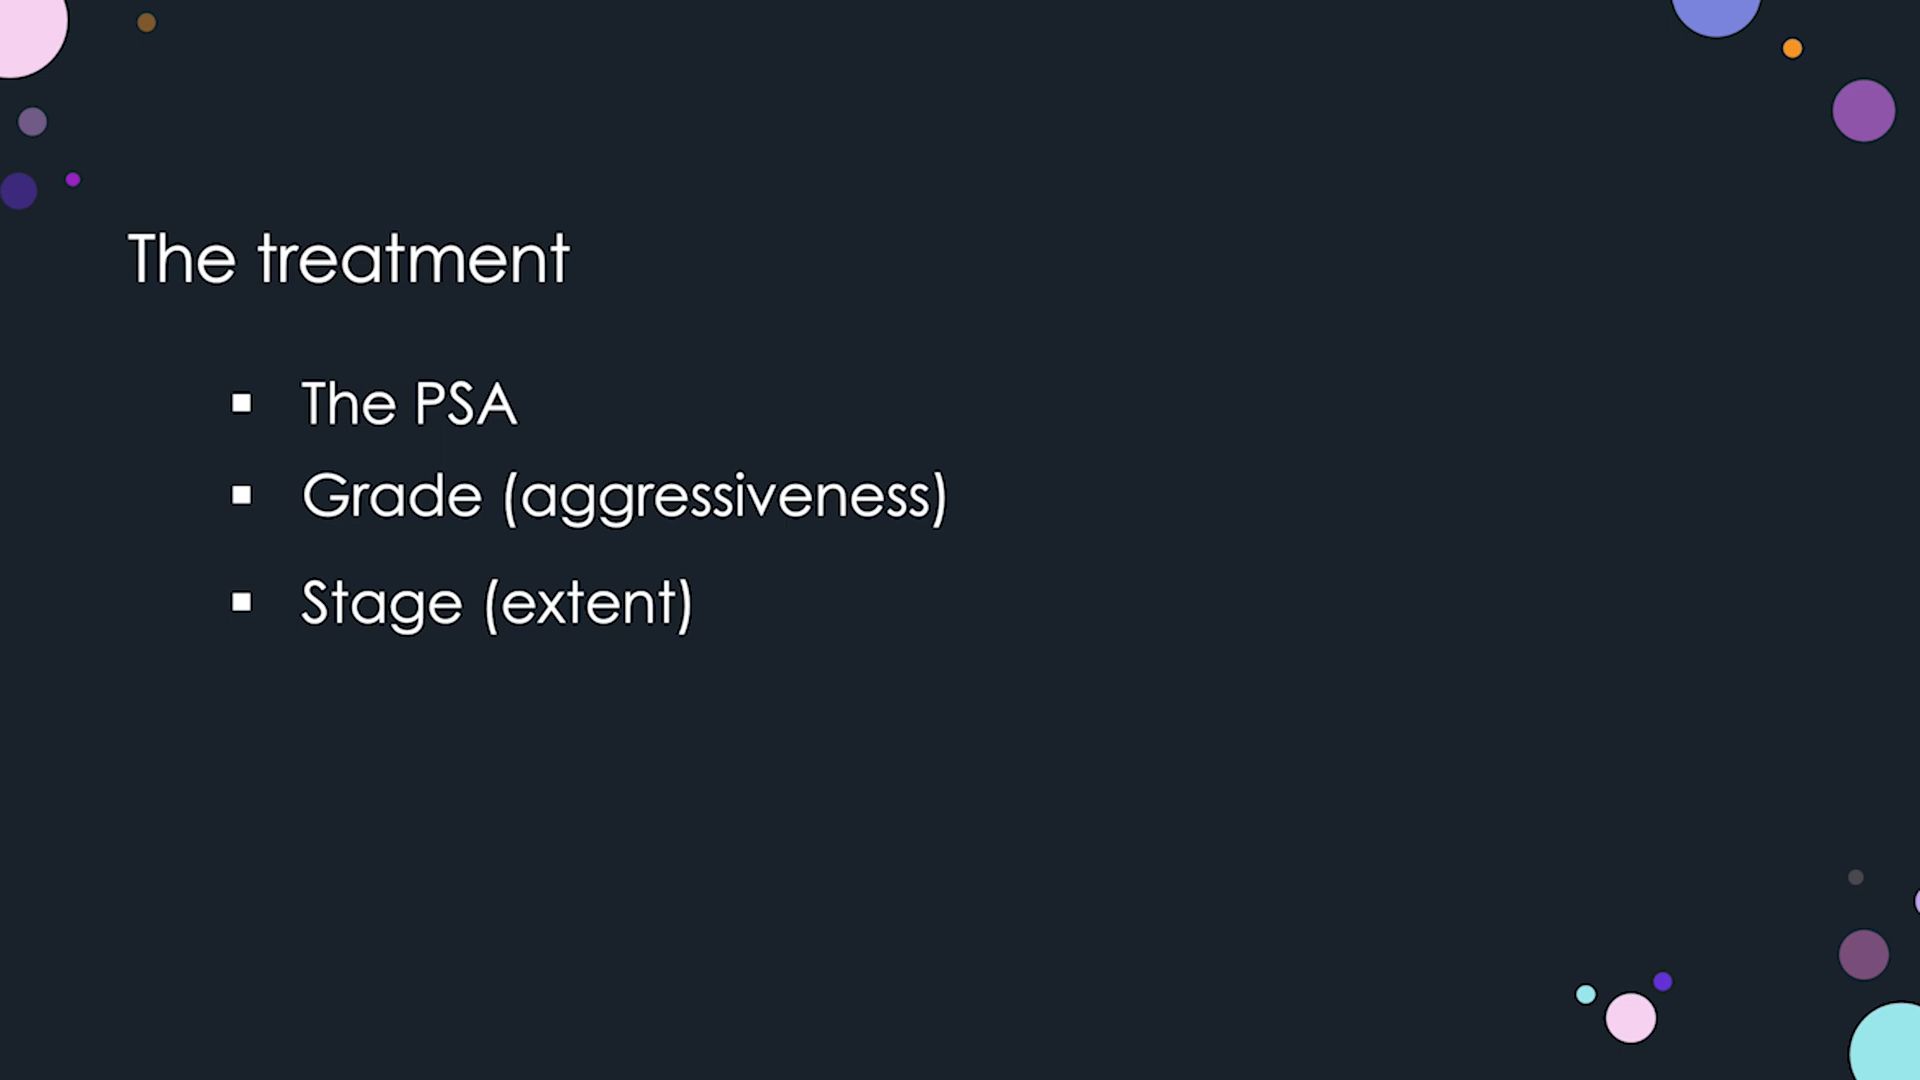 The treatment
▪ The PSA
▪ Grade (aggressiveness)
▪ Stage (extent)